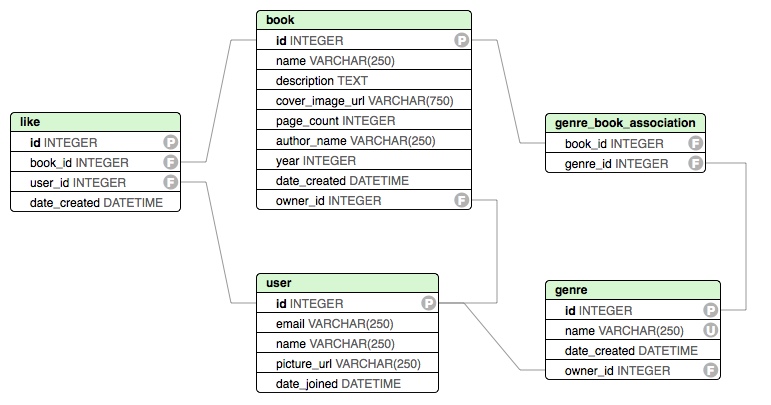 book
id INTEGER P
name VARCHAR(250)
description TEXT
cover_image_url VARCHAR(750)
page_count INTEGER
author_name VARCHAR(250)
year INTEGER
date_created DATETIME
owner_id INTEGER F
like
id INTEGER P
book_id INTEGER F
user_id INTEGER F
date_created DATETIME
genre_book_association
book_id INTEGER F
genre_id INTEGER F
user
id INTEGER P
email VARCHAR(250)
name VARCHAR(250)
picture_url VARCHAR(250)
date_joined DATETIME
genre
id INTEGER P
name VARCHAR(250) U
date_created DATETIME
owner_id INTEGER F